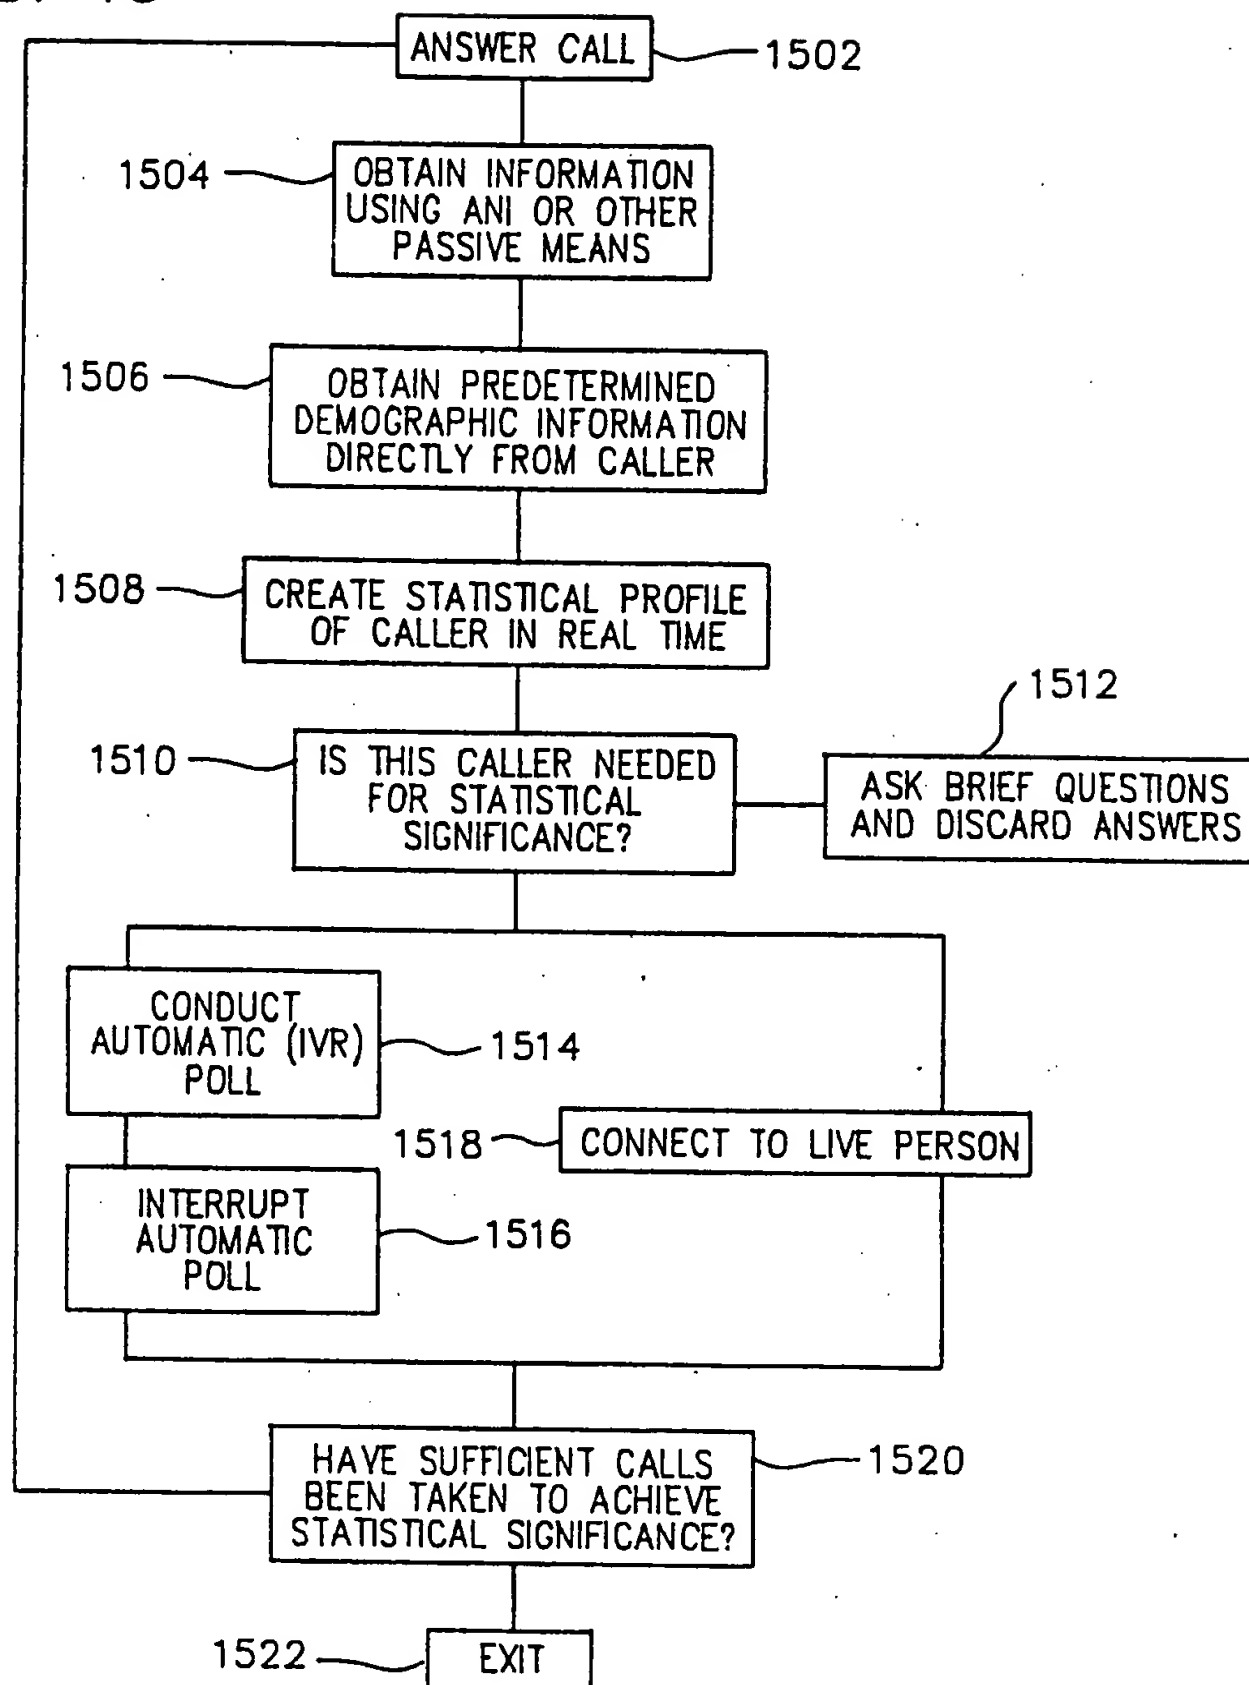 ANSWER CALL
1502
1504
OBTAIN INFORMATION
USING ANI OR OTHER
PASSIVE MEANS
1506
OBTAIN PREDETERMINED
DEMOGRAPHIC INFORMATION
DIRECTLY FROM CALLER
1508
CREATE STATISTICAL PROFILE
OF CALLER IN REAL TIME
1510
IS THIS CALLER NEEDED
FOR STATISTICAL
SIGNIFICANCE?
1512
ASK BRIEF QUESTIONS
AND DISCARD ANSWERS
CONDUCT
AUTOMATIC (IVR)
POLL
1514
INTERRUPT
AUTOMATIC
POLL
1516
1518
CONNECT TO LIVE PERSON
HAVE SUFFICIENT CALLS
BEEN TAKEN TO ACHIEVE
STATISTICAL SIGNIFICANCE?
1520
1522
EXIT